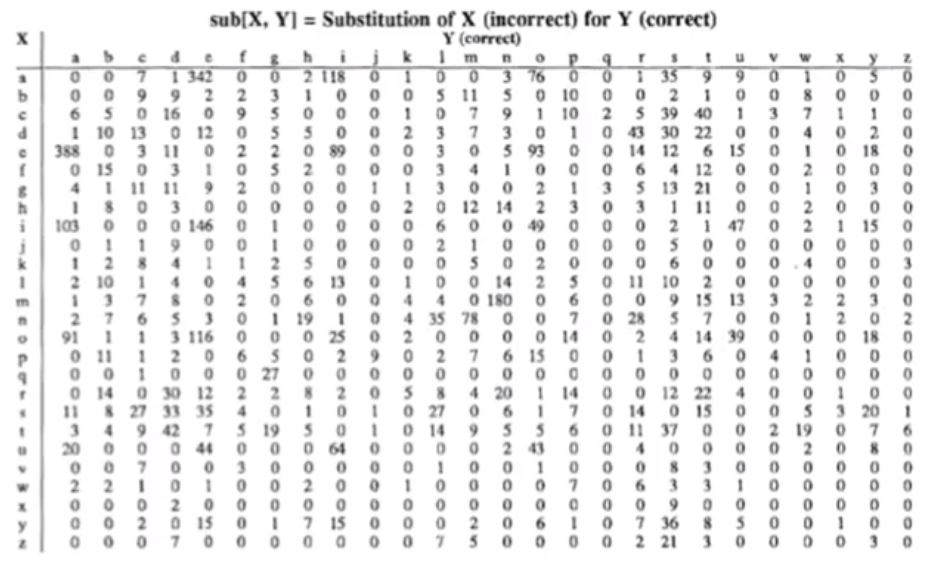 sub[X, Y] = Substitution of X (incorrect) for Y (correct)
X Y (correct)
a b c d e f g h i j k l m n o p q r s t u v w x y z
a 0 0 7 1 342 0 0 2 118 0 1 0 0 3 76 0 0 1 35 9 9 0 1 0 5 0
b 0 0 9 9 2 2 3 1 0 0 0 5 11 5 0 10 0 0 2 1 0 0 8 0 0 0
c 6 5 0 16 0 9 5 0 0 0 1 0 7 9 1 10 2 5 39 40 1 3 7 1 1 0
d 1 10 13 0 12 0 5 5 0 0 2 3 7 3 0 1 0 43 30 22 0 0 4 0 2 0
e 388 0 3 11 0 2 2 0 89 0 0 3 0 5 93 0 0 14 12 6 15 0 1 0 18 0
f 0 15 0 3 1 0 5 2 0 0 0 3 4 1 0 0 0 6 4 12 0 0 2 0 0 0
g 4 1 11 11 9 2 0 0 0 1 1 3 0 0 2 1 3 5 13 21 0 0 1 0 3 0
h 1 8 0 3 0 0 0 0 0 0 2 0 12 14 2 3 0 3 1 11 0 0 2 0 0 0
i 103 0 0 0 146 0 1 0 0 0 0 6 0 0 49 0 0 0 2 1 47 0 2 1 15 0
j 0 1 1 9 0 0 1 0 0 0 0 2 1 0 0 0 0 0 5 0 0 0 0 0 0 0
k 1 2 8 4 1 1 2 5 0 0 0 0 5 0 2 0 0 0 6 0 0 0 . 4 0 0 3
l 2 10 1 4 0 4 5 6 13 0 1 0 0 14 2 5 0 11 10 2 0 0 0 0 0 0
m 1 3 7 8 0 2 0 6 0 0 4 4 0 180 0 6 0 0 9 15 13 3 2 2 3 0
n 2 7 6 5 3 0 1 19 1 0 4 35 78 0 0 7 0 28 5 7 0 0 1 2 0 2
o 91 1 1 3 116 0 0 0 25 0 2 0 0 0 0 14 0 2 4 14 39 0 0 0 18 0
p 0 11 1 2 0 6 5 0 2 9 0 2 7 6 15 0 0 1 3 6 0 4 1 0 0 0
q 0 0 1 0 0 0 27 0 0 0 0 0 0 0 0 0 0 0 0 0 0 0 0 0 0 0
r 0 14 0 30 12 2 2 8 2 0 5 8 4 20 1 14 0 0 12 22 4 0 0 1 0 0
s 11 8 27 33 35 4 0 1 0 1 0 27 0 6 1 7 0 14 0 15 0 0 5 3 20 1
t 3 4 9 42 7 5 19 5 0 1 0 14 9 5 5 6 0 11 37 0 0 2 19 0 7 6
u 20 0 0 0 44 0 0 0 64 0 0 0 0 2 43 0 0 4 0 0 0 0 2 0 8 0
v 0 0 7 0 0 3 0 0 0 0 0 1 0 0 1 0 0 0 8 3 0 0 0 0 0 0
w 2 2 1 0 1 0 0 2 0 0 1 0 0 0 0 7 0 6 3 3 1 0 0 0 0 0
x 0 0 0 2 0 0 0 0 0 0 0 0 0 0 0 0 0 0 9 0 0 0 0 0 0 0
y 0 0 2 0 15 0 1 7 15 0 0 0 2 0 6 1 0 7 36 8 5 0 0 1 0 0
z 0 0 0 7 0 0 0 0 0 0 0 7 5 0 0 0 0 2 21 3 0 0 0 0 3 0